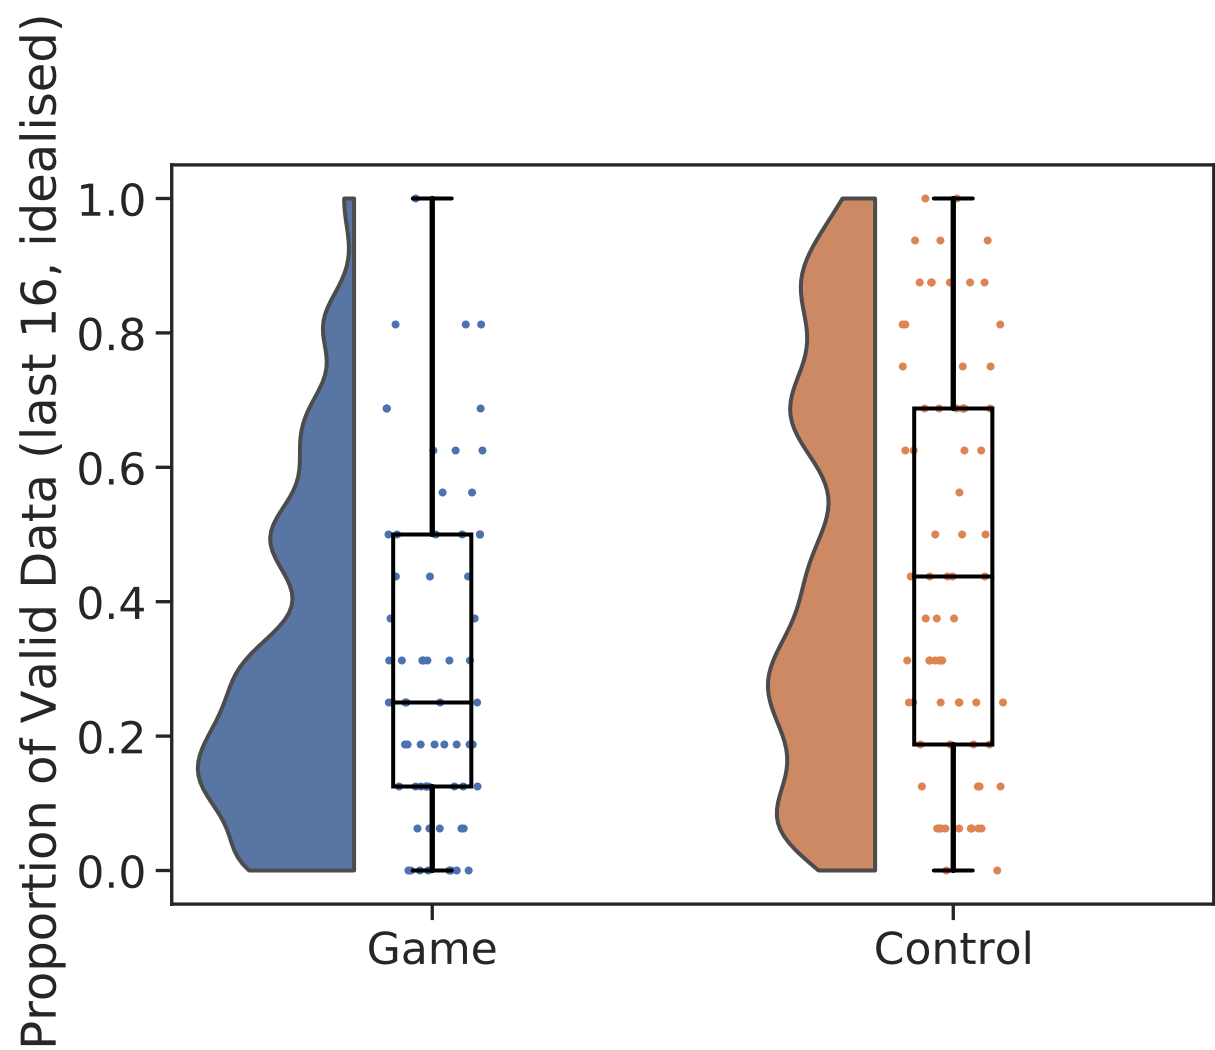 Proportion of Valid Data (last 16, idealised)
1.0
0.8
0.6
0.4
0.2
0.0
Game
Control